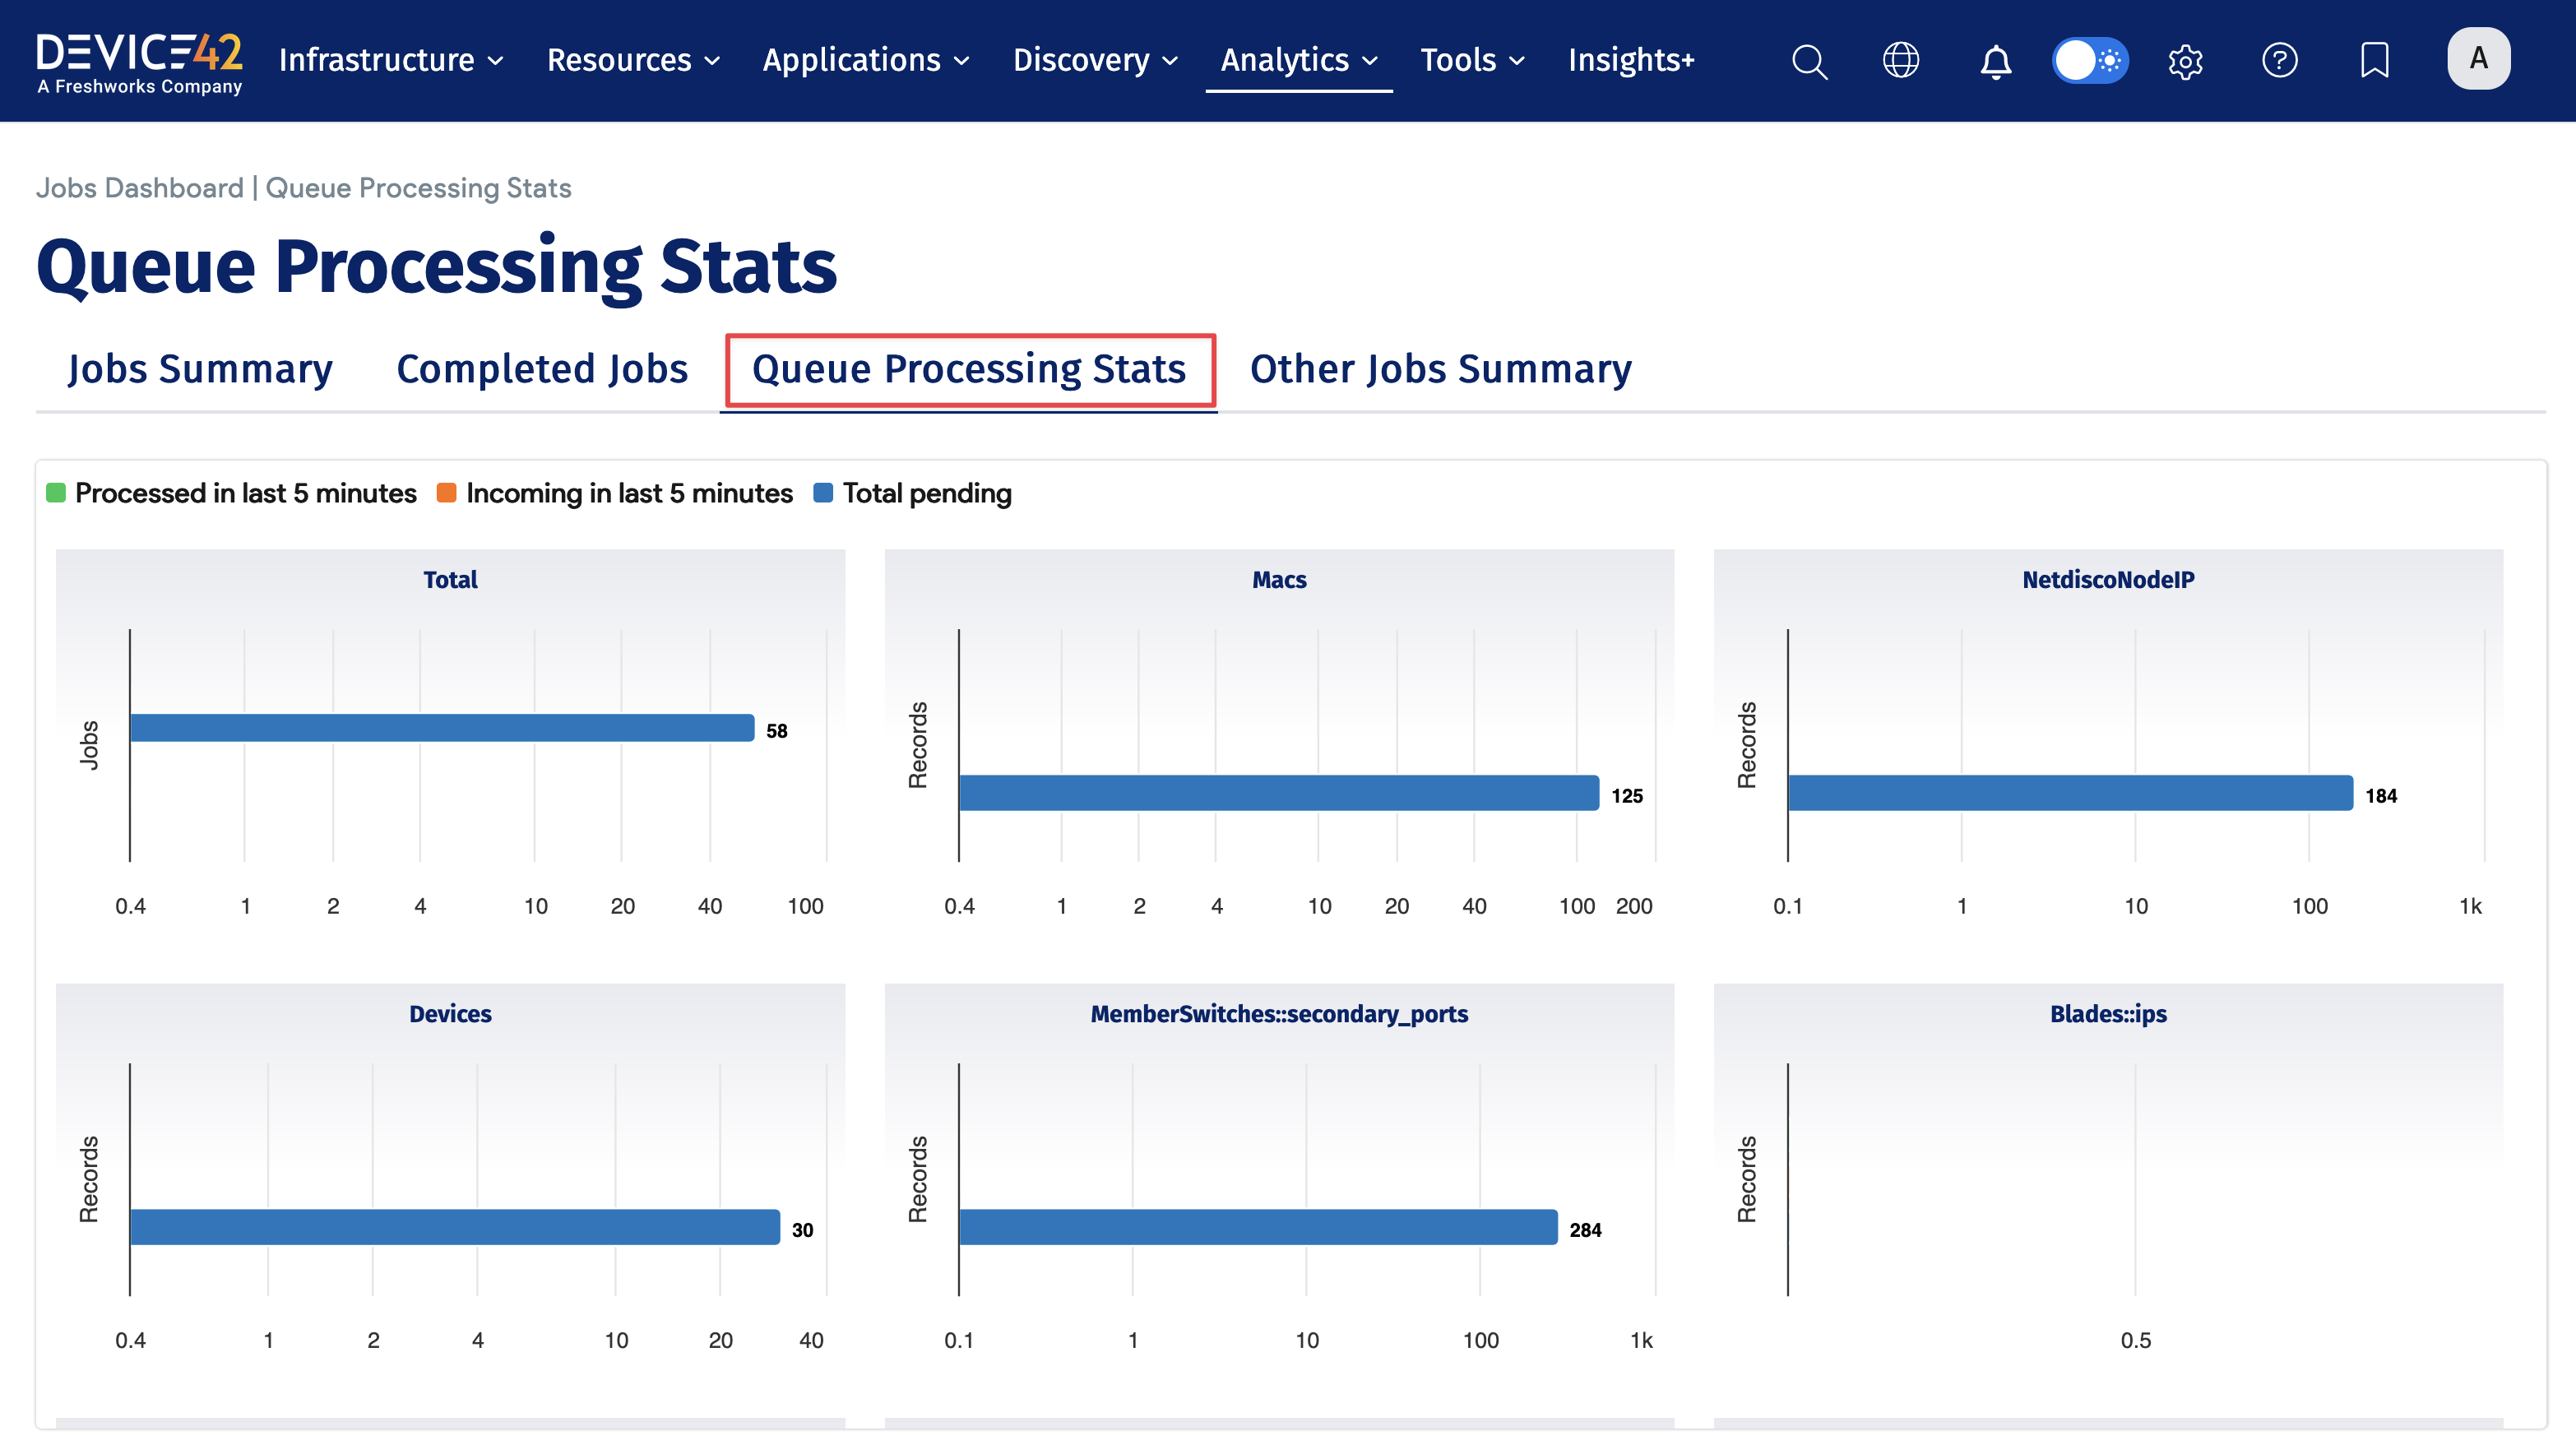 DEVICE42
A Freshworks Company
Infrastructure Resources Applications Discovery Analytics Tools Insights+
A
Jobs Dashboard | Queue Processing Stats
Queue Processing Stats
Jobs Summary Completed Jobs Queue Processing Stats Other Jobs Summary
Processed in last 5 minutes Incoming in last 5 minutes Total pending
Total
Jobs
58
0.4 1 2 4 10 20 40 100
Macs
Records
125
0.4 1 2 4 10 20 40 100 200
NetdiscoNodeIP
Records
184
0.1 1 10 100 1k
Devices
Records
30
0.4 1 2 4 10 20 40
MemberSwitches::secondary_ports
Records
284
0.1 1 10 100 1k
Blades::ips
Records
0.5